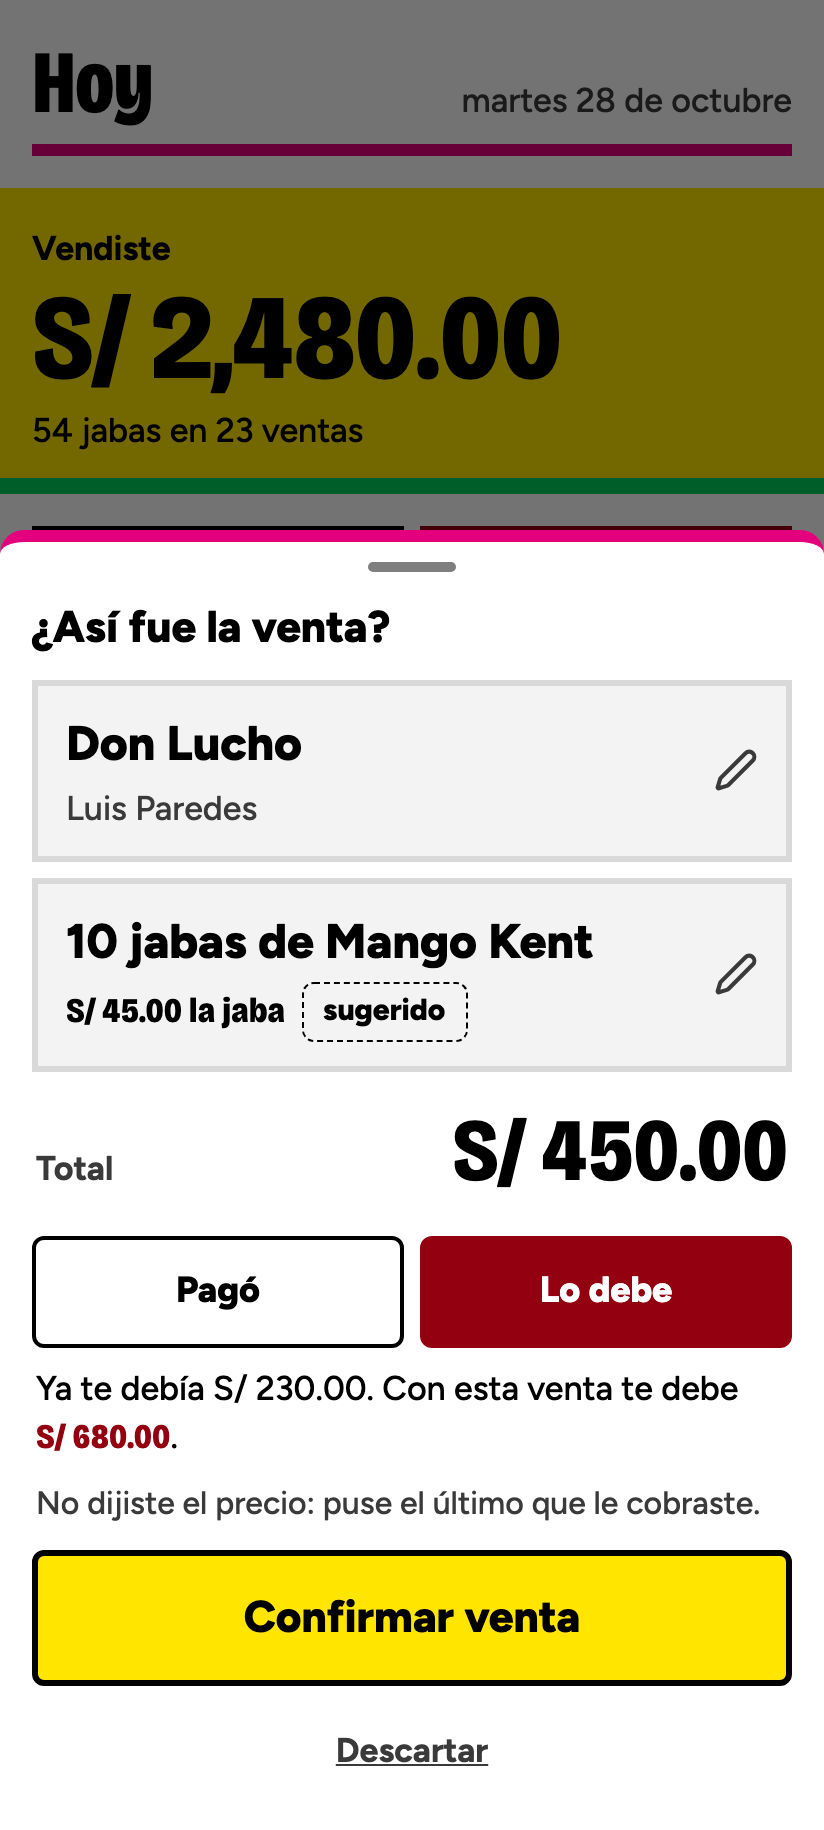 Hoy
martes 28 de octubre
Vendiste
S/ 2,480.00
54 jabas en 23 ventas
¿Así fue la venta?
Don Lucho
Luis Paredes
10 jabas de Mango Kent
S/ 45.00 la jaba sugerido
Total
S/ 450.00
Pagó
Lo debe
Ya te debía S/ 230.00. Con esta venta te debe
S/ 680.00.
No dijiste el precio: puse el último que le cobraste.
Confirmar venta
Descartar